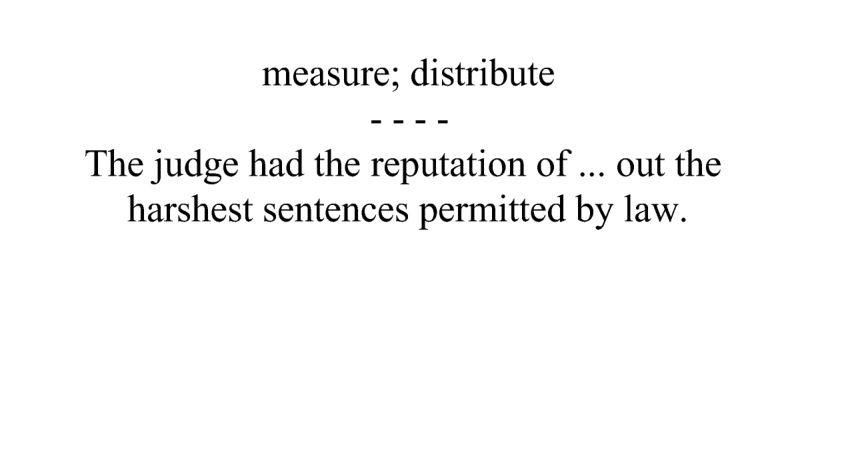 measure; distribute
- - - -
The judge had the reputation of ... out the
harshest sentences permitted by law.